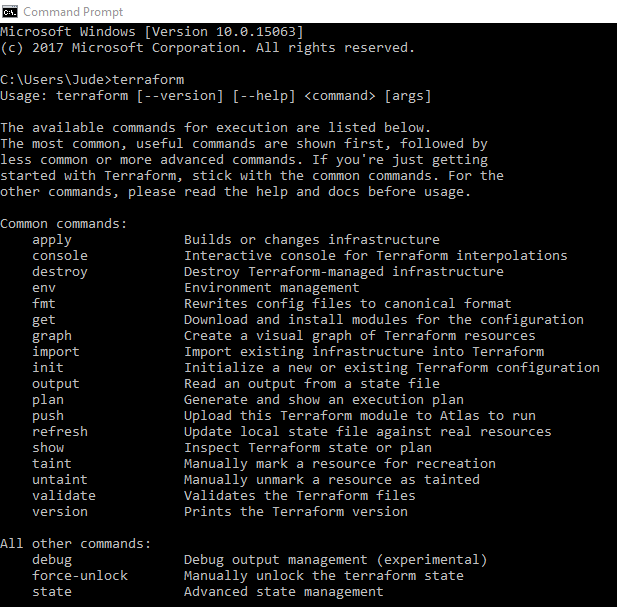 Command Prompt
Microsoft Windows [Version 10.0.15063]
(c) 2017 Microsoft Corporation. All rights reserved.
C:\Users\Jude>terraform
Usage: terraform [--version] [--help] <command> [args]
The available commands for execution are listed below.
The most common, useful commands are shown first, followed by
less common or more advanced commands. If you're just getting
started with Terraform, stick with the common commands. For the
other commands, please read the help and docs before usage.
Common commands:
apply Builds or changes infrastructure
console Interactive console for Terraform interpolations
destroy Destroy Terraform-managed infrastructure
env Environment management
fmt Rewrites config files to canonical format
get Download and install modules for the configuration
graph Create a visual graph of Terraform resources
import Import existing infrastructure into Terraform
init Initialize a new or existing Terraform configuration
output Read an output from a state file
plan Generate and show an execution plan
push Upload this Terraform module to Atlas to run
refresh Update local state file against real resources
show Inspect Terraform state or plan
taint Manually mark a resource for recreation
untaint Manually unmark a resource as tainted
validate Validates the Terraform files
version Prints the Terraform version
All other commands:
debug Debug output management (experimental)
force-unlock Manually unlock the terraform state
state Advanced state management